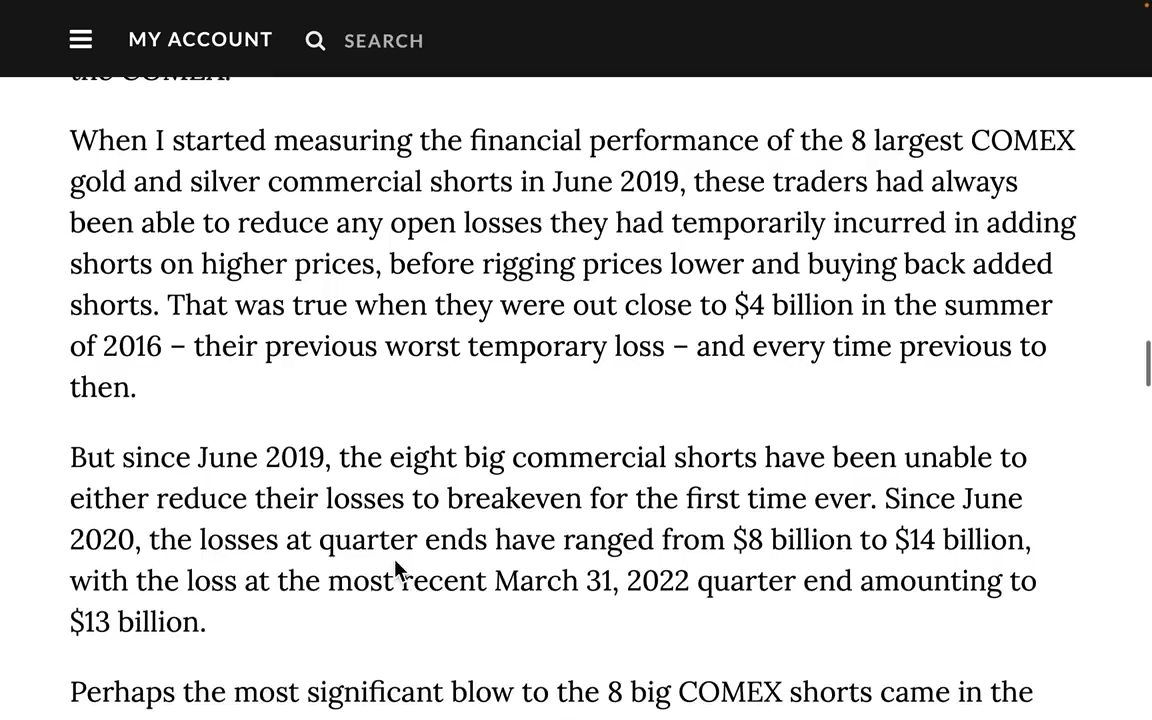 MY ACCOUNT
SEARCH
the COMEX.
When I started measuring the financial performance of the 8 largest COMEX
gold and silver commercial shorts in June 2019, these traders had always
been able to reduce any open losses they had temporarily incurred in adding
shorts on higher prices, before rigging prices lower and buying back added
shorts. That was true when they were out close to $4 billion in the summer
of 2016 – their previous worst temporary loss – and every time previous to
then.
But since June 2019, the eight big commercial shorts have been unable to
either reduce their losses to breakeven for the first time ever. Since June
2020, the losses at quarter ends have ranged from $8 billion to $14 billion,
with the loss at the most recent March 31, 2022 quarter end amounting to
$13 billion.
Perhaps the most significant blow to the 8 big COMEX shorts came in the